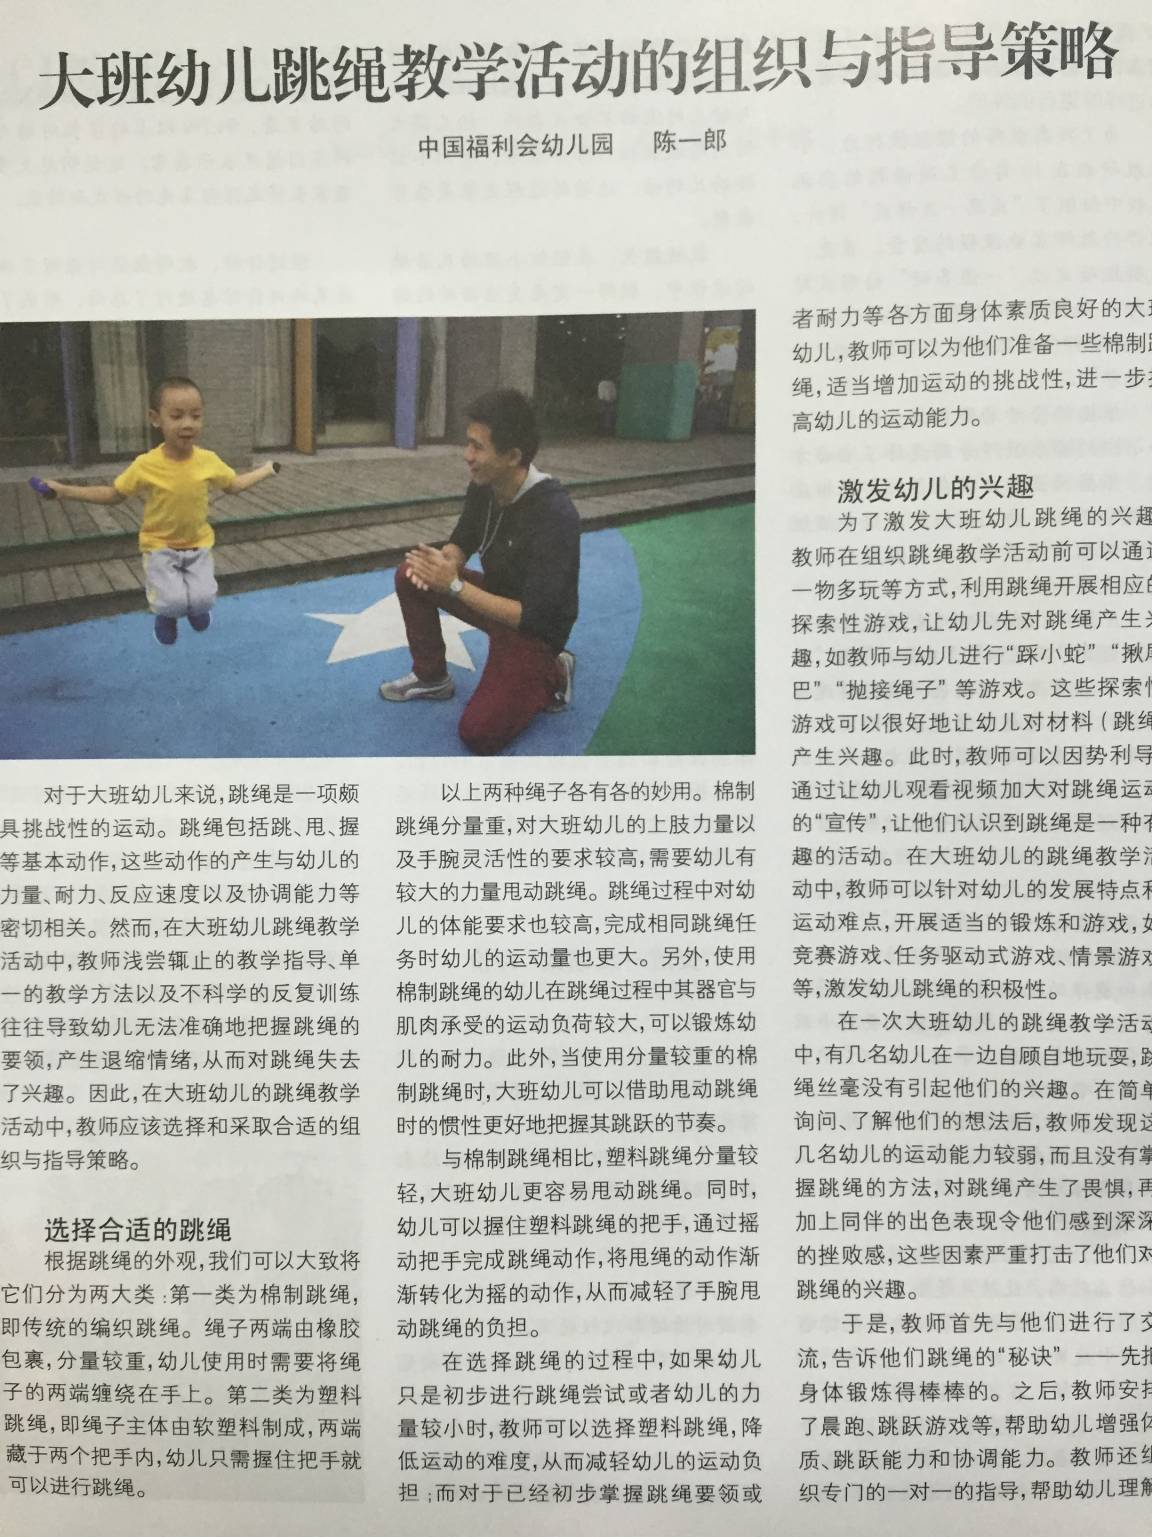 大班幼儿跳绳教学活动的组织与指导策略
中国福利会幼儿园 陈一郎
对于大班幼儿来说,跳绳是一项颇
具挑战性的运动。跳绳包括跳、甩、握
等基本动作,这些动作的产生与幼儿的
力量、耐力、反应速度以及协调能力等
密切相关。然而,在大班幼儿跳绳教学
活动中,教师浅尝辄止的教学指导、单
一的教学方法以及不科学的反复训练
往往导致幼儿无法准确地把握跳绳的
要领,产生退缩情绪,从而对跳绳失去
了兴趣。因此,在大班幼儿的跳绳教学
活动中,教师应该选择和采取合适的组
织与指导策略。
选择合适的跳绳
根据跳绳的外观,我们可以大致将
它们分为两大类:第一类为棉制跳绳,
即传统的编织跳绳。绳子两端由橡胶
包裹,分量较重,幼儿使用时需要将绳
子的两端缠绕在手上。第二类为塑料
跳绳,即绳子主体由软塑料制成,两端
藏于两个把手内,幼儿只需握住把手就
可以进行跳绳。
以上两种绳子各有各的妙用。棉制
跳绳分量重,对大班幼儿的上肢力量以
及手腕灵活性的要求较高,需要幼儿有
较大的力量甩动跳绳。跳绳过程中对幼
儿的体能要求也较高,完成相同跳绳任
务时幼儿的运动量也更大。另外,使用
棉制跳绳的幼儿在跳绳过程中其器官与
肌肉承受的运动负荷较大,可以锻炼幼
儿的耐力。此外,当使用分量较重的棉
制跳绳时,大班幼儿可以借助甩动跳绳
时的惯性更好地把握其跳跃的节奏。
与棉制跳绳相比,塑料跳绳分量较
轻,大班幼儿更容易甩动跳绳。同时,
幼儿可以握住塑料跳绳的把手,通过摇
动把手完成跳绳动作,将甩绳的动作渐
渐转化为摇的动作,从而减轻了手腕甩
动跳绳的负担。
在选择跳绳的过程中,如果幼儿
只是初步进行跳绳尝试或者幼儿的力
量较小时,教师可以选择塑料跳绳,降
低运动的难度,从而减轻幼儿的运动负
担;而对于已经初步掌握跳绳要领或
者耐力等各方面身体素质良好的大
幼儿,教师可以为他们准备一些棉制
绳,适当增加运动的挑战性,进一步
高幼儿的运动能力。
激发幼儿的兴趣
为了激发大班幼儿跳绳的兴趣
教师在组织跳绳教学活动前可以通
一物多玩等方式,利用跳绳开展相应
探索性游戏,让幼儿先对跳绳产生
趣,如教师与幼儿进行“踩小蛇”“揪
巴”“抛接绳子”等游戏。这些探索
游戏可以很好地让幼儿对材料(跳绳
产生兴趣。此时,教师可以因势利导
通过让幼儿观看视频加大对跳绳运
的“宣传”,让他们认识到跳绳是一种
趣的活动。在大班幼儿的跳绳教学
动中,教师可以针对幼儿的发展特点
运动难点,开展适当的锻炼和游戏,
竞赛游戏、任务驱动式游戏、情景游
等,激发幼儿跳绳的积极性。
在一次大班幼儿的跳绳教学活
中,有几名幼儿在一边自顾自地玩耍,
绳丝毫没有引起他们的兴趣。在简单
询问、了解他们的想法后,教师发现
几名幼儿的运动能力较弱,而且没有
握跳绳的方法,对跳绳产生了畏惧,
加上同伴的出色表现令他们感到深深
的挫败感,这些因素严重打击了他们
跳绳的兴趣。
于是,教师首先与他们进行了
流,告诉他们跳绳的“秘诀”——先
身体锻炼得棒棒的。之后,教师安
了晨跑、跳跃游戏等,帮助幼儿增强
质、跳跃能力和协调能力。教师还
织专门的一对一的指导,帮助幼儿理解